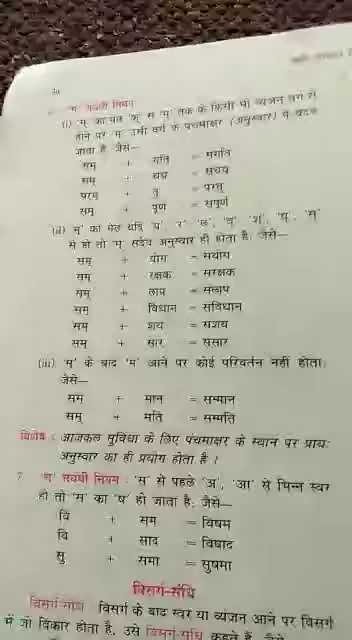 'म' संबंधी नियम
(i) 'म्' का मेल 'क्' से 'म्' तक के किसी भी व्यंजन वर्ग से
होने पर 'म्' उसी वर्ग के पंचमाक्षर (अनुस्वार) में बदल
जाता है; जैसे—
सम् + गति = संगति
सम् + चय = संचय
परम् + तु = परंतु
सम् + पूर्ण = संपूर्ण
(ii) म्' का मेल यदि 'य', 'र' 'ल', 'व्' 'श्', 'ष्', 'स्'
से हो तो 'म्' सदैव अनुस्वार ही होता है; जैसे—
सम् + योग = संयोग
सम् + रक्षक = संरक्षक
सम् + लाप = संलाप
सम् + विधान = संविधान
सम् + शय = संशय
सम् + सार = संसार
(iii) 'म्' के बाद 'म' आने पर कोई परिवर्तन नहीं होता;
जैसे—
सम् + मान = सम्मान
सम् + मति = सम्मति
विशेष : आजकल सुविधा के लिए पंचमाक्षर के स्थान पर प्रायः
अनुस्वार का ही प्रयोग होता है।
7. 'स' संबंधी नियम : 'स' से पहले 'अ', 'आ' से भिन्न स्वर
हो तो 'स' का 'ष' हो जाता है; जैसे—
वि + सम = विषम
वि + साद = विषाद
सु + समा = सुषमा
विसर्ग-संधि
विसर्ग-संधि : विसर्ग के बाद स्वर या व्यंजन आने पर विसर्ग
में जो विकार होता है, उसे विसर्ग-संधि कहते हैं; जैसे—